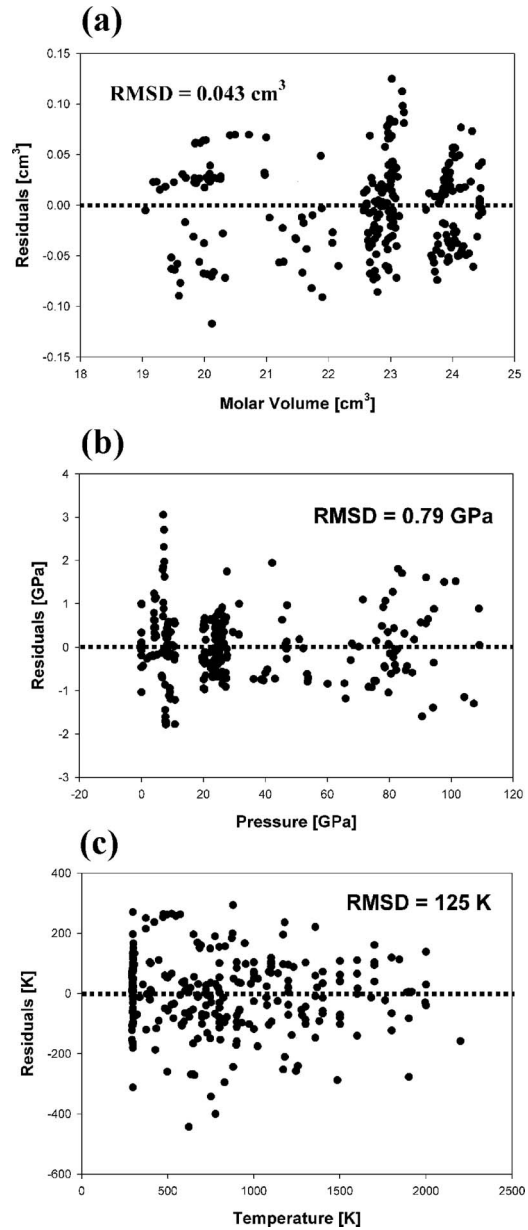 (a)
0.15
RMSD = 0.043 cm³
0.10
0.05
0.00
-0.05
-0.10
-0.15
Residuals [cm³]
18 19 20 21 22 23 24 25
Molar Volume [cm³]
(b)
4
RMSD = 0.79 GPa
3
2
1
0
-1
-2
-3
Residuals [GPa]
-20 0 20 40 60 80 100 120
Pressure [GPa]
(c)
400
RMSD = 125 K
200
0
-200
-400
-600
Residuals [K]
0 500 1000 1500 2000 2500
Temperature [K]